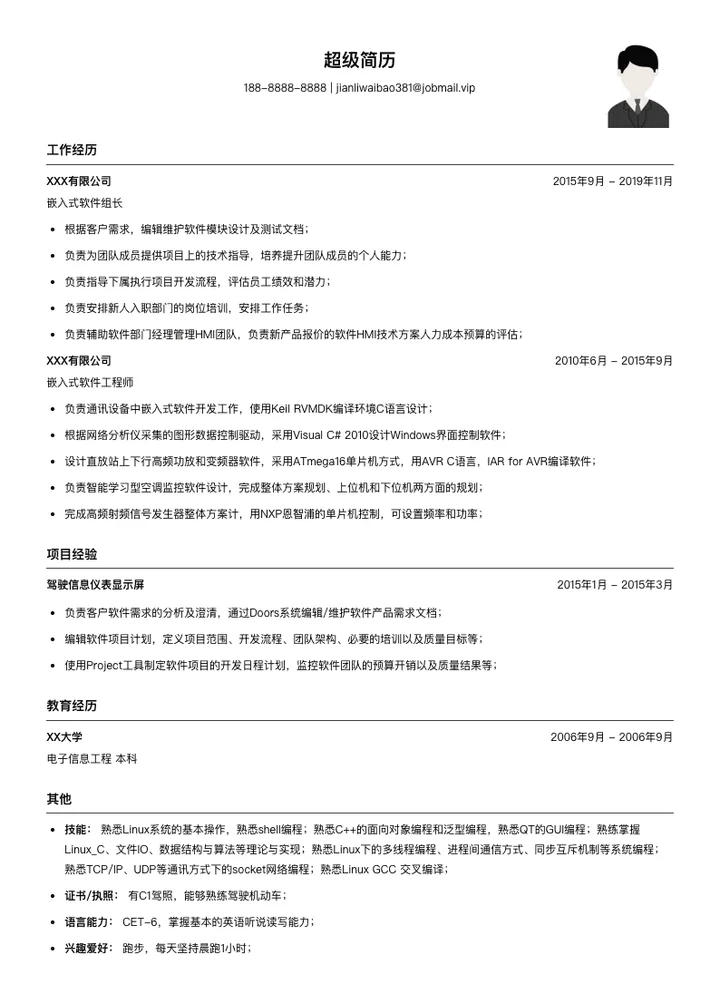 超级简历
188-8888-8888 | jianliwaibao381@jobmail.vip
工作经历
XXX有限公司 2015年9月 – 2019年11月
嵌入式软件组长
• 根据客户需求，编辑维护软件模块设计及测试文档；
• 负责为团队成员提供项目上的技术指导，培养提升团队成员的个人能力；
• 负责指导下属执行项目开发流程，评估员工绩效和潜力；
• 负责安排新人入职部门的岗位培训，安排工作任务；
• 负责辅助软件部门经理管理HMI团队，负责新产品报价的软件HMI技术方案人力成本预算的评估；
XXX有限公司 2010年6月 – 2015年9月
嵌入式软件工程师
• 负责通讯设备中嵌入式软件开发工作，使用Keil RVMDK编译环境C语言设计；
• 根据网络分析仪采集的图形数据控制驱动，采用Visual C# 2010设计Windows界面控制软件；
• 设计直放站上下行高频功放和变频器软件，采用ATmega16单片机方式，用AVR C语言，IAR for AVR编译软件；
• 负责智能学习型空调监控软件设计，完成整体方案规划、上位机和下位机两方面的规划；
• 完成高频射频信号发生器整体方案计，用NXP恩智浦的单片机控制，可设置频率和功率；
项目经验
驾驶信息仪表显示屏 2015年1月 – 2015年3月
• 负责客户软件需求的分析及澄清，通过Doors系统编辑/维护软件产品需求文档；
• 编辑软件项目计划，定义项目范围、开发流程、团队架构、必要的培训以及质量目标等；
• 使用Project工具制定软件项目的开发日程计划，监控软件团队的预算开销以及质量结果等；
教育经历
XX大学 2006年9月 – 2006年9月
电子信息工程 本科
其他
• 技能： 熟悉Linux系统的基本操作，熟悉shell编程；熟悉C++的面向对象编程和泛型编程，熟悉QT的GUI编程；熟练掌握
Linux_C、文件IO、数据结构与算法等理论与实现；熟悉Linux下的多线程编程、进程间通信方式、同步互斥机制等系统编程；
熟悉TCP/IP、UDP等通讯方式下的socket网络编程；熟悉Linux GCC 交叉编译；
• 证书/执照： 有C1驾照，能够熟练驾驶机动车；
• 语言能力： CET-6，掌握基本的英语听说读写能力；
• 兴趣爱好： 跑步，每天坚持晨跑1小时；